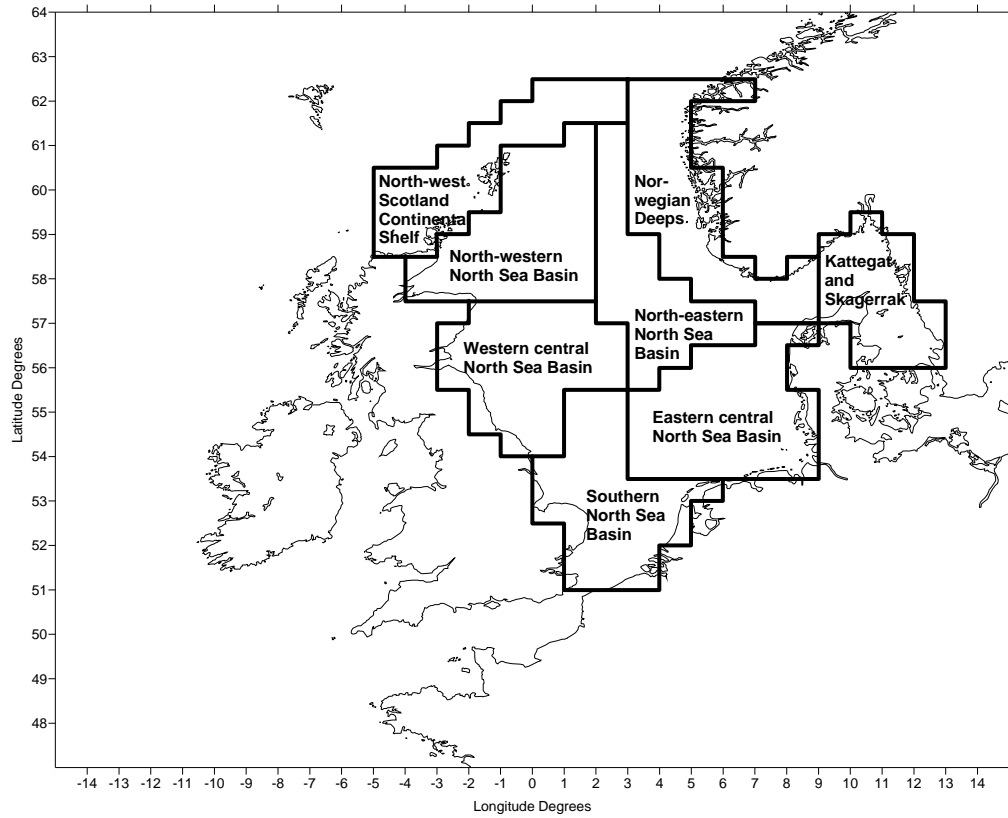 64
63
62
61
60
59
58
57
56
55
54
53
52
51
50
49
48
Latitude Degrees
North-west
Scotland
Continental
Shelf
Nor-
wegian
Deeps
North-western
North Sea Basin
Kattegat
and
Skagerrak
North-eastern
North Sea
Basin
Western central
North Sea Basin
Eastern central
North Sea Basin
Southern
North Sea
Basin
-14 -13 -12 -11 -10 -9 -8 -7 -6 -5 -4 -3 -2 -1 0 1 2 3 4 5 6 7 8 9 10 11 12 13 14
Longitude Degrees